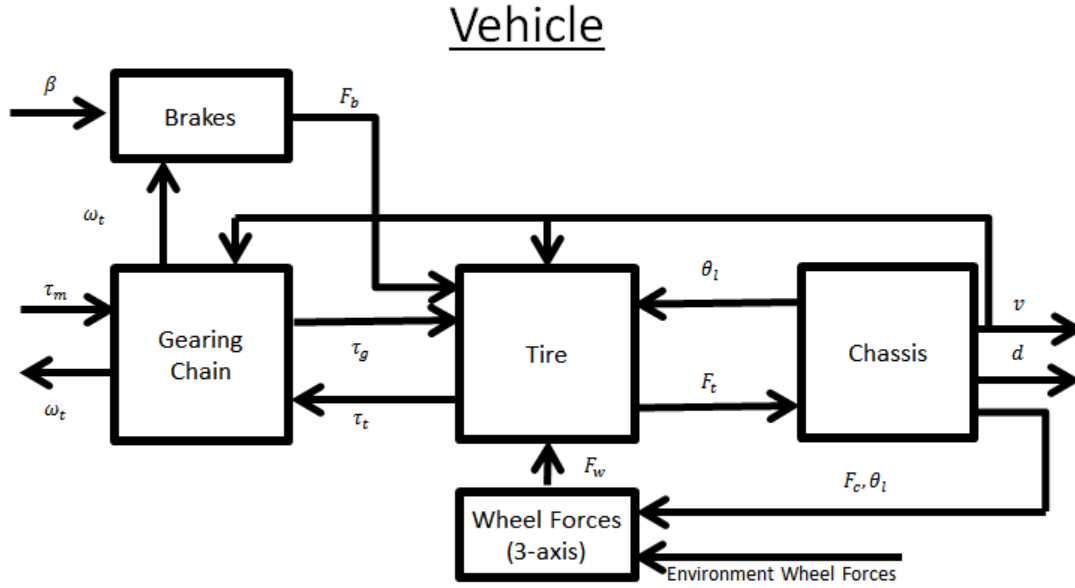 Vehicle
β
Brakes
F_b
ω_t
τ_m
Gearing
Chain
ω_t
τ_g
τ_t
Tire
θ_l
F_t
Chassis
v
d
F_w
F_c, θ_l
Wheel Forces
(3-axis)
Environment Wheel Forces